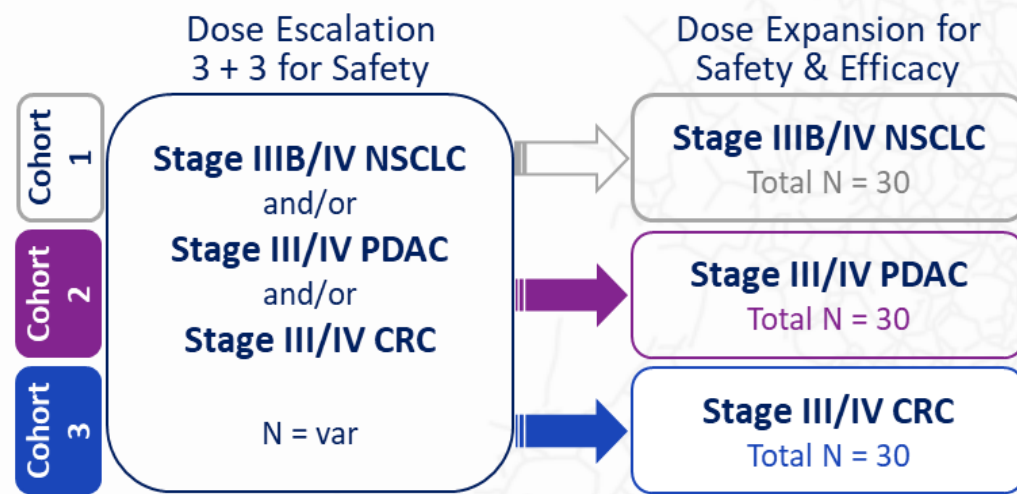 Dose Escalation
3 + 3 for Safety
Dose Expansion for
Safety & Efficacy
Cohort
1
Cohort
2
Cohort
3
Stage IIIB/IV NSCLC
and/or
Stage III/IV PDAC
and/or
Stage III/IV CRC
N = var
Stage IIIB/IV NSCLC
Total N = 30
Stage III/IV PDAC
Total N = 30
Stage III/IV CRC
Total N = 30